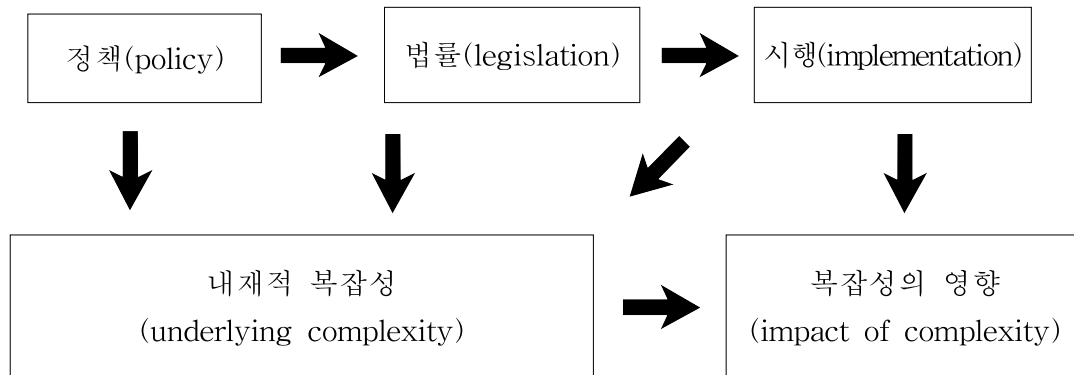 정책(policy)
법률(legislation)
시행(implementation)
내재적 복잡성
(underlying complexity)
복잡성의 영향
(impact of complexity)